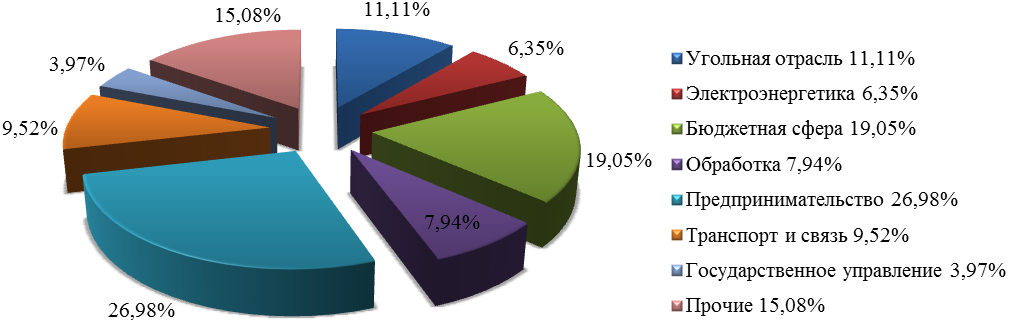 15,08%
11,11%
3,97%
6,35%
9,52%
19,05%
7,94%
26,98%
Угольная отрасль 11,11%
Электроэнергетика 6,35%
Бюджетная сфера 19,05%
Обработка 7,94%
Предпринимательство 26,98%
Транспорт и связь 9,52%
Государственное управление 3,97%
Прочие 15,08%